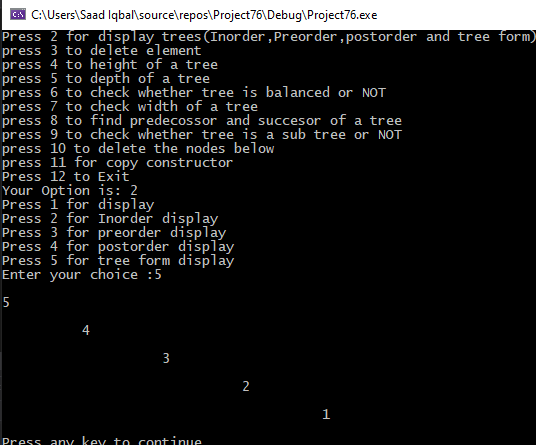 C:\Users\Saad Iqbal\source\repos\Project76\Debug\Project76.exe
Press 2 for display trees(Inorder,Preorder,postorder and tree form)
press 3 to delete element
press 4 to height of a tree
press 5 to depth of a tree
press 6 to check whether tree is balanced or NOT
press 7 to check width of a tree
press 8 to find predecossor and succesor of a tree
press 9 to check whether tree is a sub tree or NOT
press 10 to delete the nodes below
press 11 for copy constructor
Press 12 to Exit
Your Option is: 2
Press 1 for display
Press 2 for Inorder display
Press 3 for preorder display
Press 4 for postorder display
Press 5 for tree form display
Enter your choice :5
5
4
3
2
1
Press any key to continue